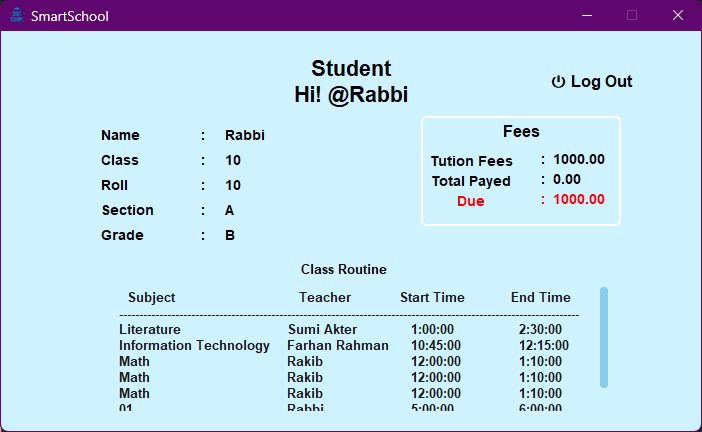 SmartSchool
Student
Hi! @Rabbi
Log Out
Name : Rabbi
Class : 10
Roll : 10
Section : A
Grade : B
Fees
Tution Fees : 1000.00
Total Payed : 0.00
Due : 1000.00
Class Routine
Subject Teacher Start Time End Time
--------------------------------------------------------------------------------
Literature Sumi Akter 1:00:00 2:30:00
Information Technology Farhan Rahman 10:45:00 12:15:00
Math Rakib 12:00:00 1:10:00
Math Rakib 12:00:00 1:10:00
Math Rakib 12:00:00 1:10:00
01 Rabbi 5:00:00 6:00:00